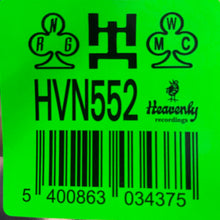 R N G
W M C
HVN552
Heavenly
recordings
5 400863 034375